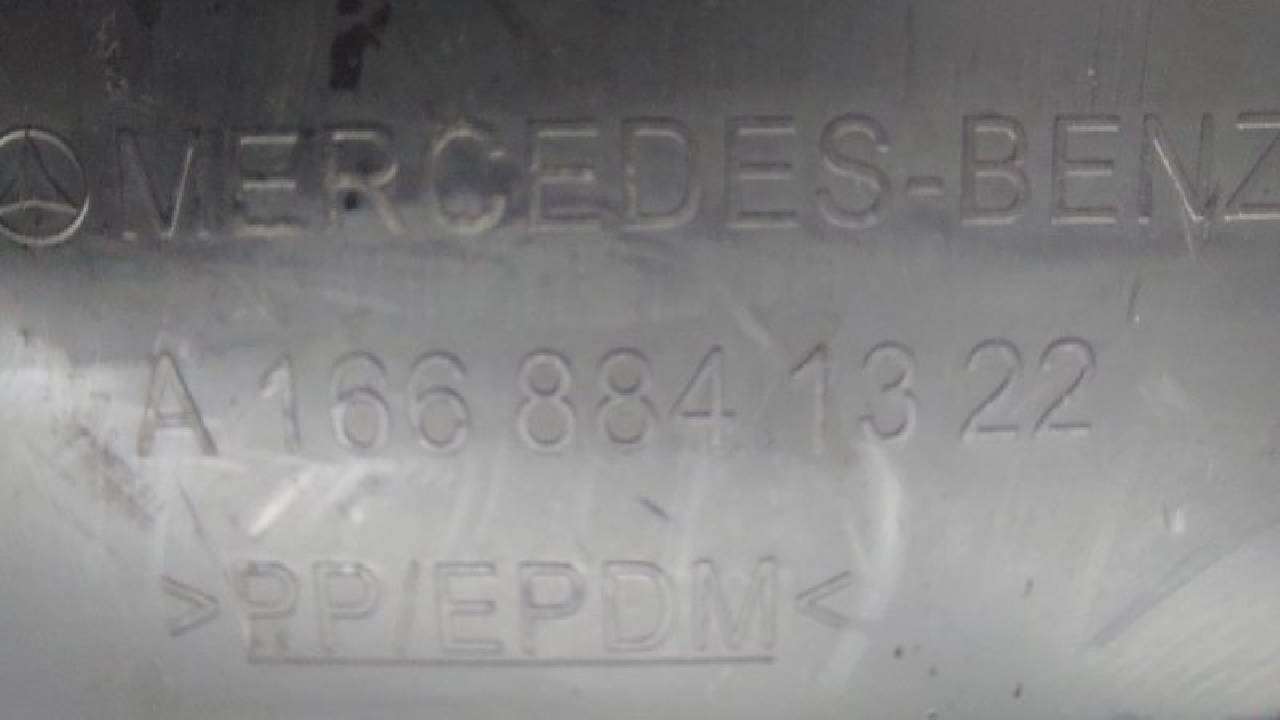 MERCEDES-BENZ
A 166 884 13 22
>PP/EPDM<